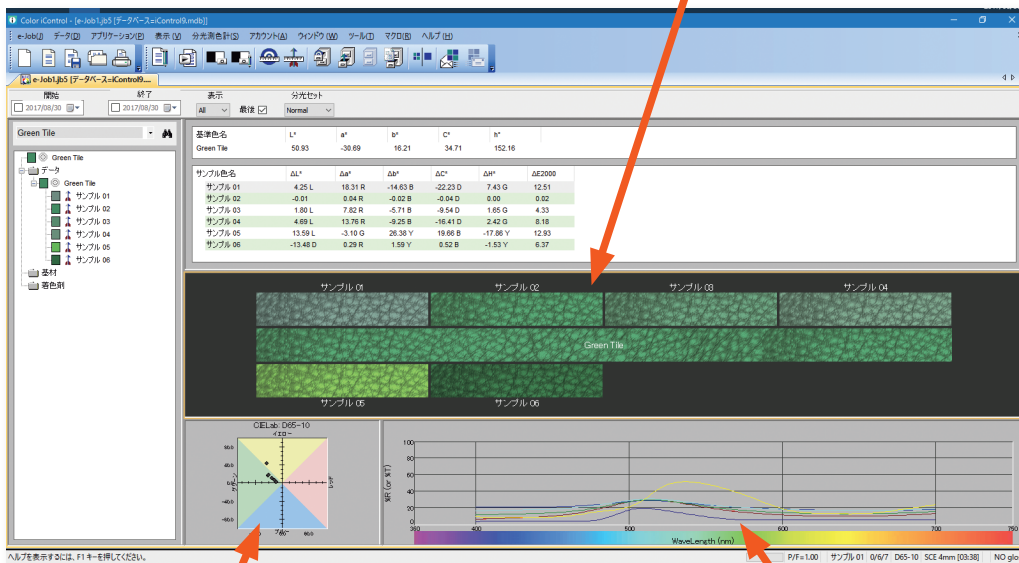 Color iControl - [e-Job1.jb5 [データベース=iControl9.mdb]]
e-Job(J) データ(D) アプリケーション(P) 表示(V) 分光測色計(S) アカウント(A) ウィンドウ(W) ツール(T) マクロ(R) ヘルプ(H)
e-Job1.jb5 [データベース=iControl9....
開始 終了 表示 分光セット
2017/08/30 2017/08/30 All 最後 Normal
Green Tile
Green Tile
データ
Green Tile
サンプル 01
サンプル 02
サンプル 03
サンプル 04
サンプル 05
サンプル 06
基材
着色剤
基準色名 L* a* b* C* h°
Green Tile 50.93 -30.69 16.21 34.71 152.16
サンプル色名 ΔL* Δa* Δb* ΔC* ΔH* ΔE2000
サンプル 01 4.25 L 18.31 R -14.63 B -22.23 D 7.43 G 12.51
サンプル 02 -0.01 0.04 R -0.02 B -0.04 D 0.00 0.02
サンプル 03 1.80 L 7.82 R -5.71 B -9.54 D 1.65 G 4.33
サンプル 04 4.69 L 13.76 R -9.25 B -16.41 D 2.42 G 8.18
サンプル 05 13.59 L -3.10 G 26.38 Y 19.66 B -17.86 Y 12.93
サンプル 06 -13.48 D 0.29 R 1.59 Y 0.52 B -1.53 Y 6.37
サンプル 01 サンプル 02 サンプル 03 サンプル 04
Green Tile
サンプル 05 サンプル 06
CIELab: D65-10
イエロー
グリーン
レッド
ブルー
%R (or %T)
100
80
60
40
20
0
360 400 500 600 700 750
WaveLength (nm)
ヘルプを表示するには、F1 キーを押してください。
P/F=1.00 サンプル 01 0/6/7 D65-10 SCE 4mm [03:38] NO glo